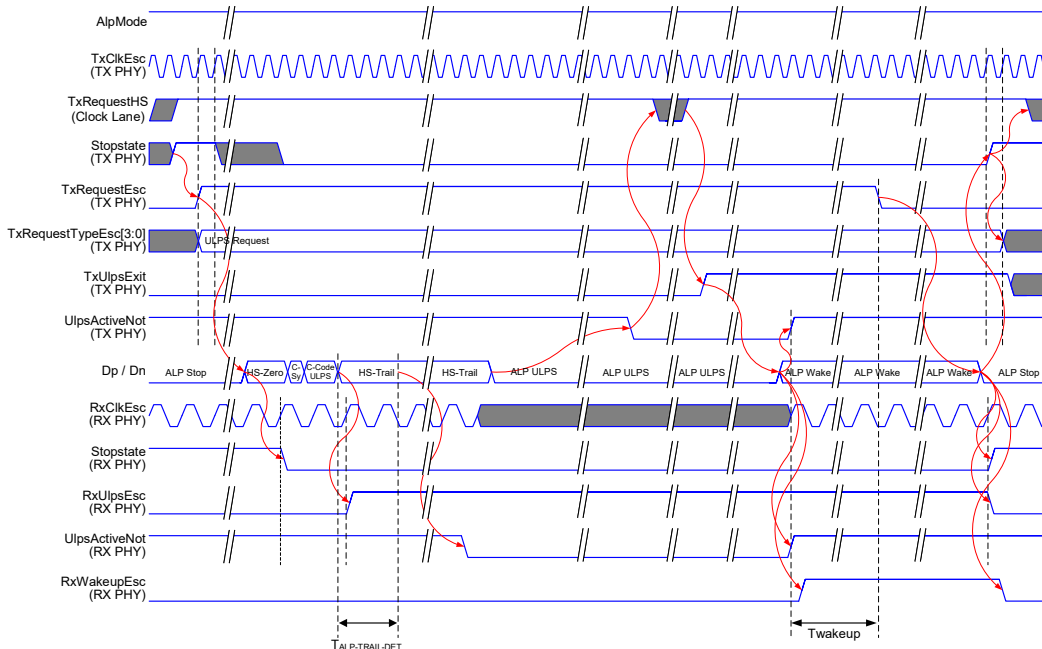 AlpMode
TxClkEsc
(TX PHY)
TxRequestHS
(Clock Lane)
Stopstate
(TX PHY)
TxRequestEsc
(TX PHY)
TxRequestTypeEsc[3:0]
(TX PHY)
ULPS Request
TxUlpsExit
(TX PHY)
UlpsActiveNot
(TX PHY)
Dp / Dn
ALP Stop
HS-Zero
C-
Sy
C-Code
ULPS
HS-Trail
HS-Trail
ALP ULPS
ALP ULPS
ALP ULPS
ALP Wake
ALP Wake
ALP Wake
ALP Stop
RxClkEsc
(RX PHY)
Stopstate
(RX PHY)
RxUlpsEsc
(RX PHY)
UlpsActiveNot
(RX PHY)
RxWakeupEsc
(RX PHY)
TALP-TRAIL-DET
Twakeup